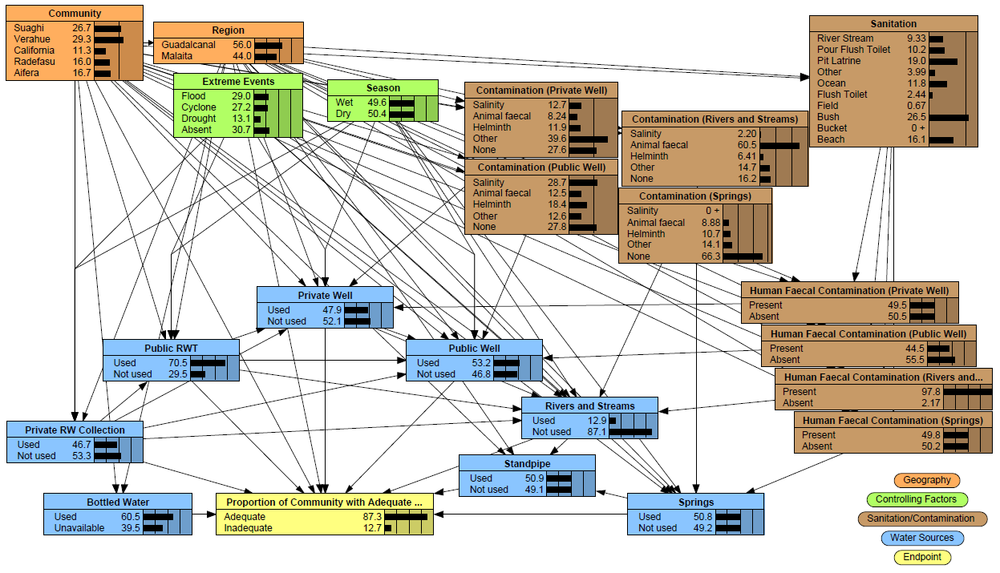 Community
Suaghi 26.7
Verahue 29.3
California 11.3
Radefasu 16.0
Aifera 16.7
Region
Guadalcanal 56.0
Malaita 44.0
Extreme Events
Flood 29.0
Cyclone 27.2
Drought 13.1
Absent 30.7
Season
Wet 49.6
Dry 50.4
Contamination (Private Well)
Salinity 12.7
Animal faecal 8.24
Helminth 11.9
Other 39.6
None 27.6
Contamination (Rivers and Streams)
Salinity 2.20
Animal faecal 60.5
Helminth 6.41
Other 14.7
None 16.2
Sanitation
River Stream 9.33
Pour Flush Toilet 10.2
Pit Latrine 19.0
Other 3.99
Ocean 11.8
Flush Toilet 2.44
Field 0.67
Bush 26.5
Bucket 0 +
Beach 16.1
Contamination (Public Well)
Salinity 28.7
Animal faecal 12.5
Helminth 18.4
Other 12.6
None 27.8
Contamination (Springs)
Salinity 0 +
Animal faecal 8.88
Helminth 10.7
Other 14.1
None 66.3
Private Well
Used 47.9
Not used 52.1
Human Faecal Contamination (Private Well)
Present 49.5
Absent 50.5
Public RWT
Used 70.5
Not used 29.5
Public Well
Used 53.2
Not used 46.8
Human Faecal Contamination (Public Well)
Present 44.5
Absent 55.5
Human Faecal Contamination (Rivers and...
Present 97.8
Absent 2.17
Rivers and Streams
Used 12.9
Not used 87.1
Human Faecal Contamination (Springs)
Present 49.8
Absent 50.2
Private RW Collection
Used 46.7
Not used 53.3
Standpipe
Used 50.9
Not used 49.1
Bottled Water
Used 60.5
Unavailable 39.5
Proportion of Community with Adequate ...
Adequate 87.3
Inadequate 12.7
Springs
Used 50.8
Not used 49.2
Geography
Controlling Factors
Sanitation/Contamination
Water Sources
Endpoint